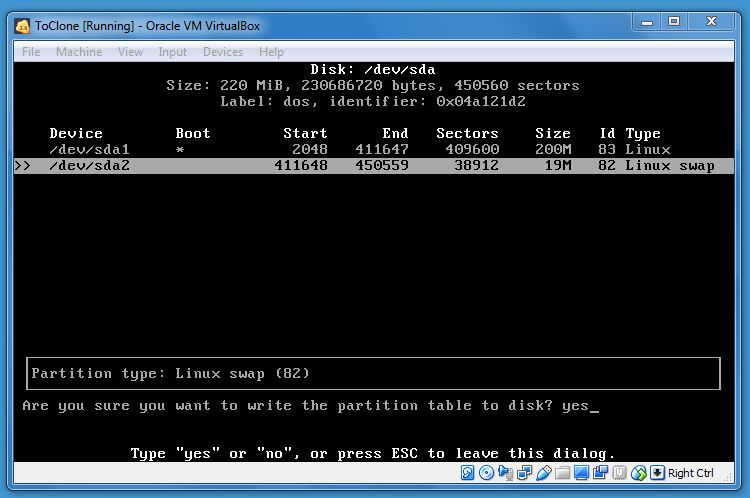 ToClone [Running] - Oracle VM VirtualBox
File Machine View Input Devices Help
Disk: /dev/sda
Size: 220 MiB, 230686720 bytes, 450560 sectors
Label: dos, identifier: 0x04a121d2
Device Boot Start End Sectors Size Id Type
/dev/sda1 * 2048 411647 409600 200M 83 Linux
>> /dev/sda2 411648 450559 38912 19M 82 Linux swap
Partition type: Linux swap (82)
Are you sure you want to write the partition table to disk? yes_
Type "yes" or "no", or press ESC to leave this dialog.
Right Ctrl